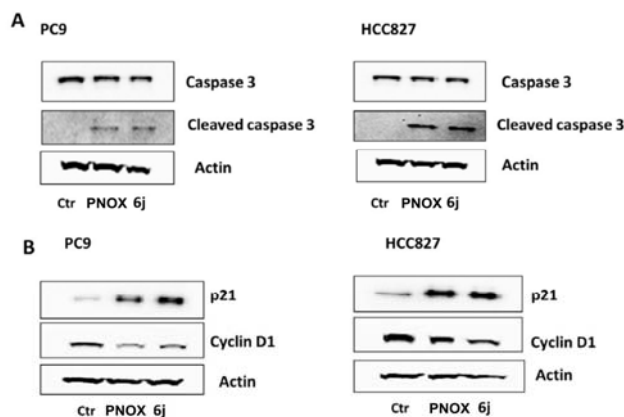 A
PC9 HCC827
Caspase 3 Caspase 3
Cleaved caspase 3 Cleaved caspase 3
Actin Actin
Ctr PNOX 6j Ctr PNOX 6j
B
PC9 HCC827
p21 p21
Cyclin D1 Cyclin D1
Actin Actin
Ctr PNOX 6j Ctr PNOX 6j